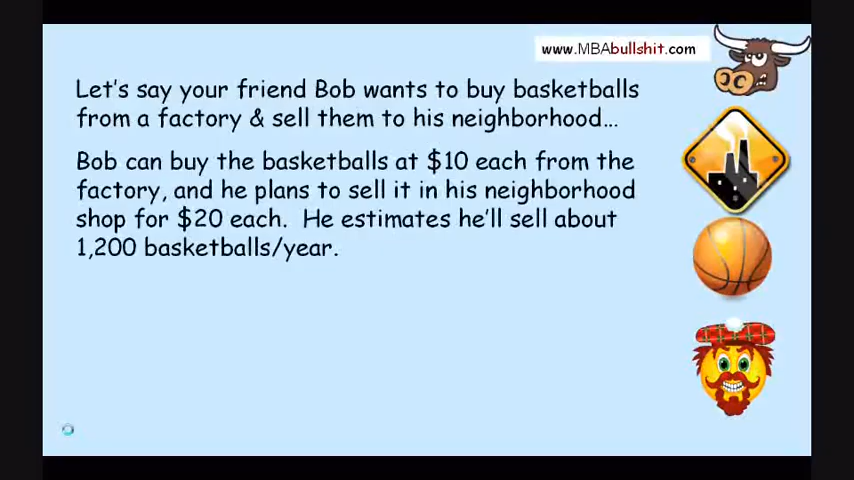 www.MBAbullshit.com
Let's say your friend Bob wants to buy basketballs
from a factory & sell them to his neighborhood...
Bob can buy the basketballs at $10 each from the
factory, and he plans to sell it in his neighborhood
shop for $20 each.  He estimates he'll sell about
1,200 basketballs/year.